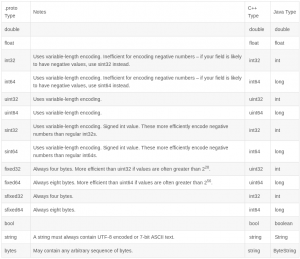 .proto Type Notes C++ Type Java Type
double double double
float float float
int32 Uses variable-length encoding. Inefficient for encoding negative numbers – if your field is likely to have negative values, use sint32 instead. int32 int
int64 Uses variable-length encoding. Inefficient for encoding negative numbers – if your field is likely to have negative values, use sint64 instead. int64 long
uint32 Uses variable-length encoding. uint32 int
uint64 Uses variable-length encoding. uint64 long
sint32 Uses variable-length encoding. Signed int value. These more efficiently encode negative numbers than regular int32s. int32 int
sint64 Uses variable-length encoding. Signed int value. These more efficiently encode negative numbers than regular int64s. int64 long
fixed32 Always four bytes. More efficient than uint32 if values are often greater than 2²⁸. uint32 int
fixed64 Always eight bytes. More efficient than uint64 if values are often greater than 2⁵⁶. uint64 long
sfixed32 Always four bytes. int32 int
sfixed64 Always eight bytes. int64 long
bool bool boolean
string A string must always contain UTF-8 encoded or 7-bit ASCII text. string String
bytes May contain any arbitrary sequence of bytes. string ByteString